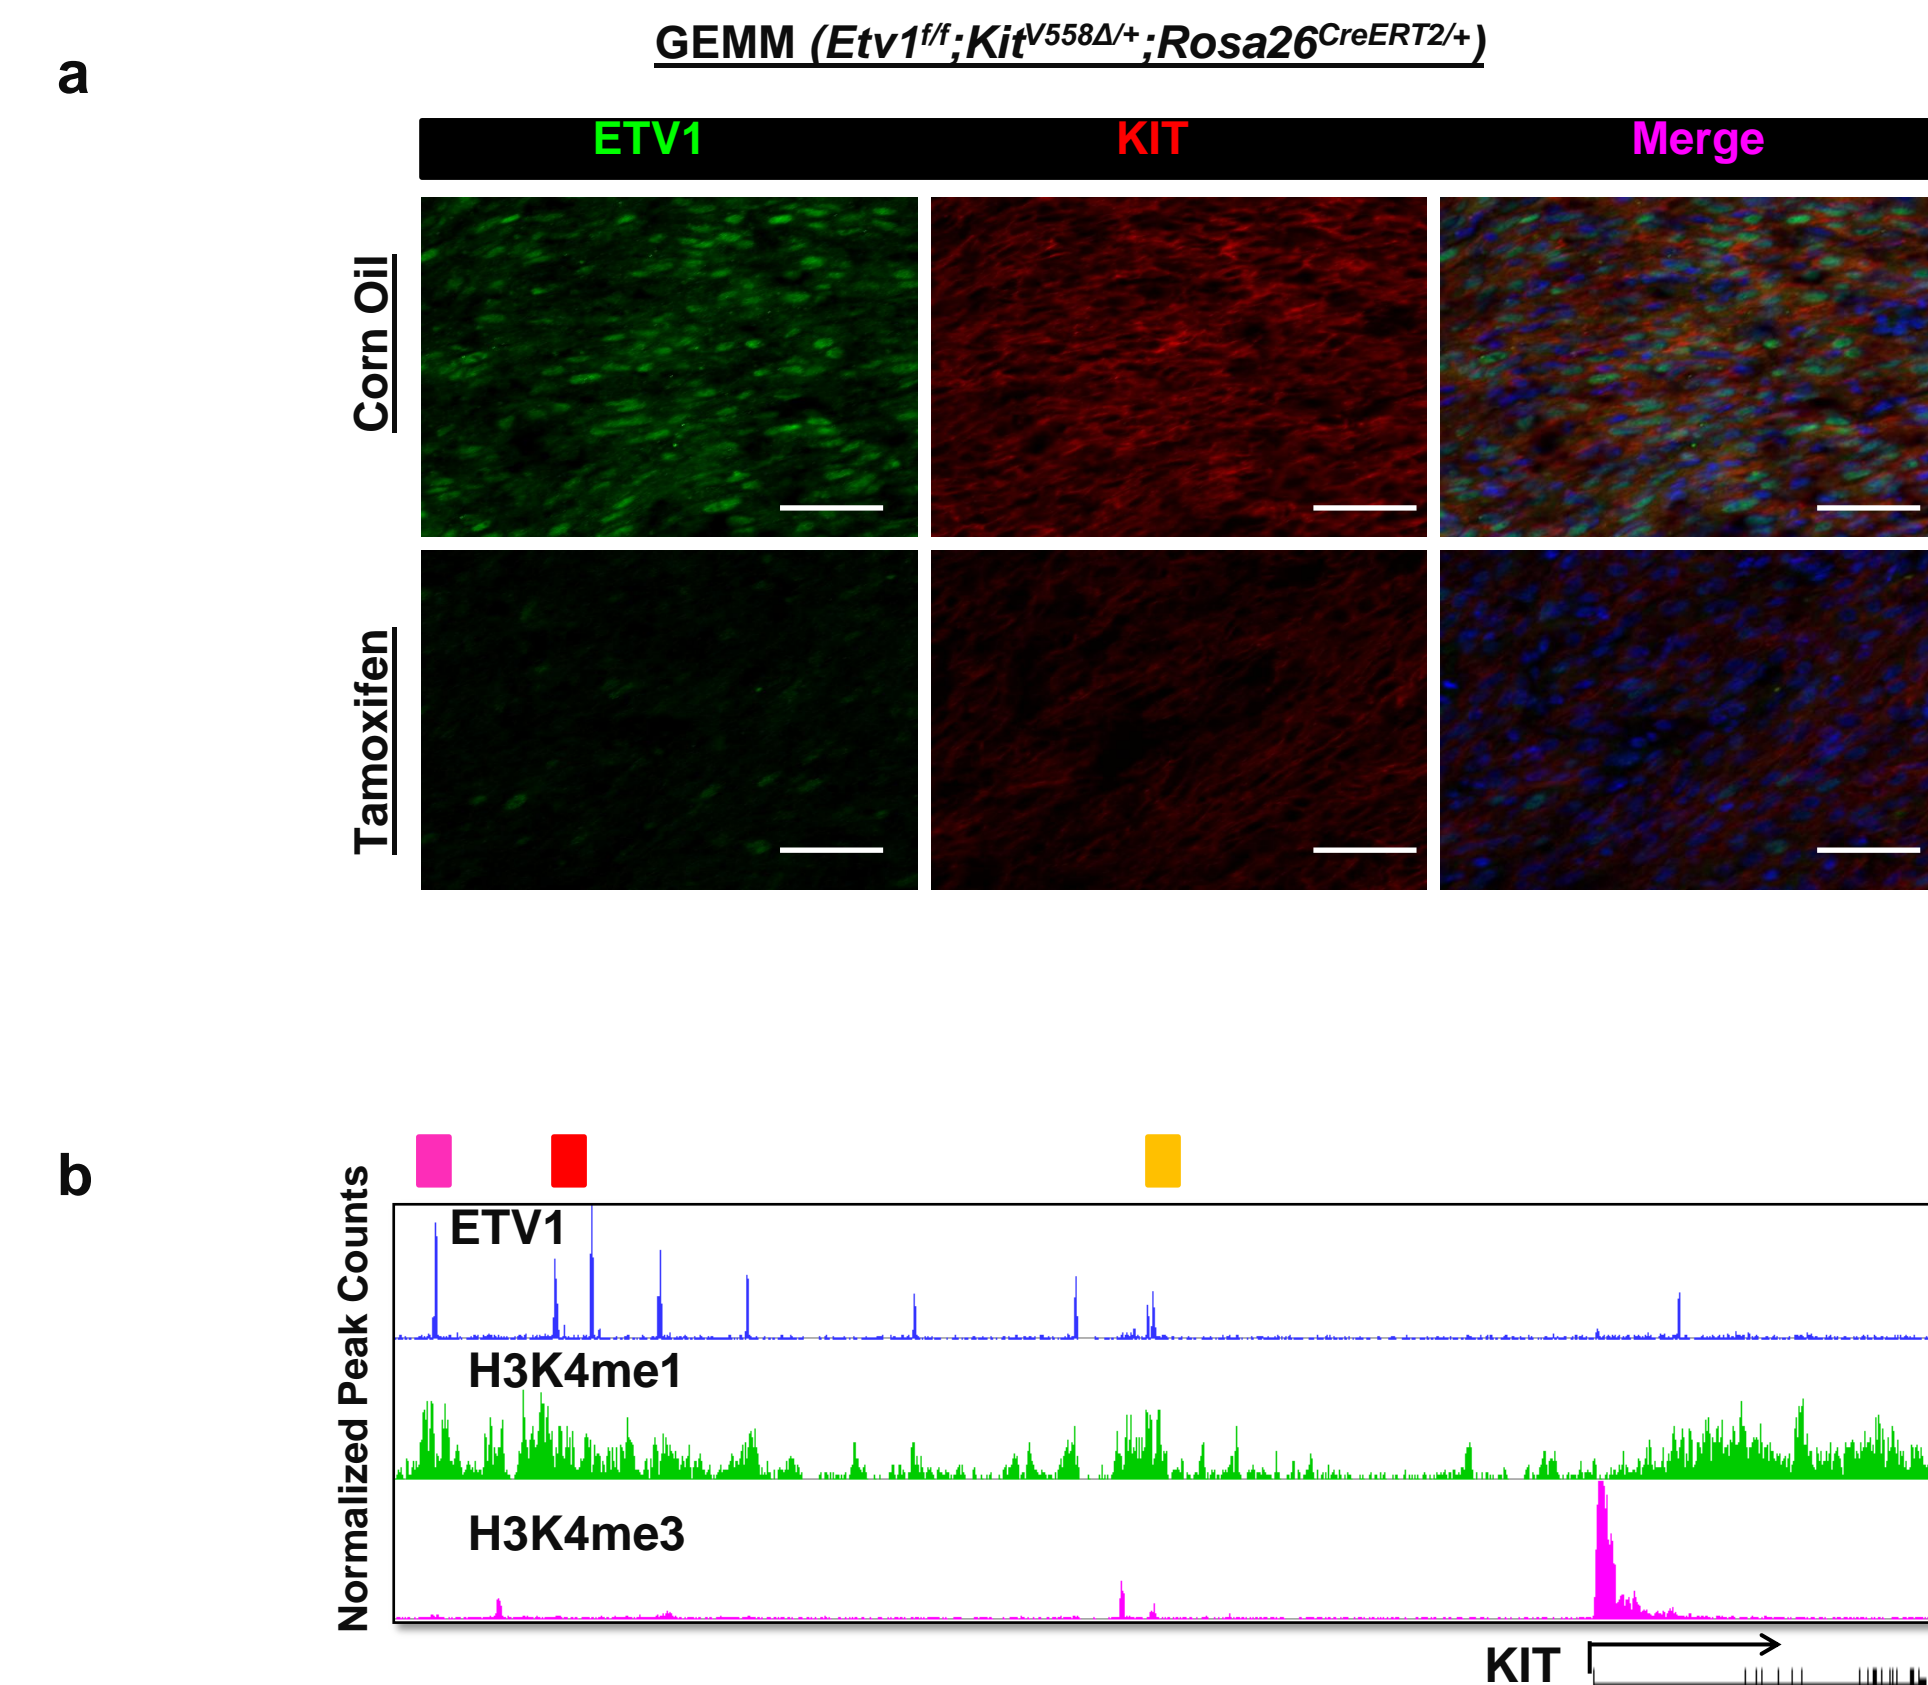 a
GEMM (Etv1f/f;KitV558Δ/+;Rosa26CreERT2/+)
ETV1 KIT Merge
Corn Oil
Tamoxifen
b
Normalized Peak Counts
ETV1
H3K4me1
H3K4me3
KIT